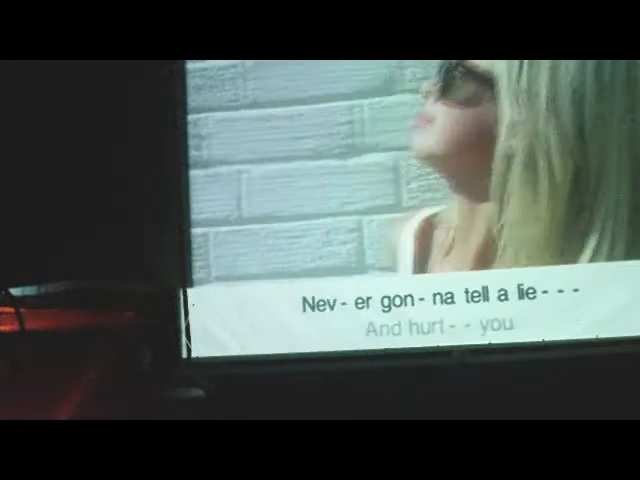 Nev- er gon- na tell a lie- - -
And hurt- - you